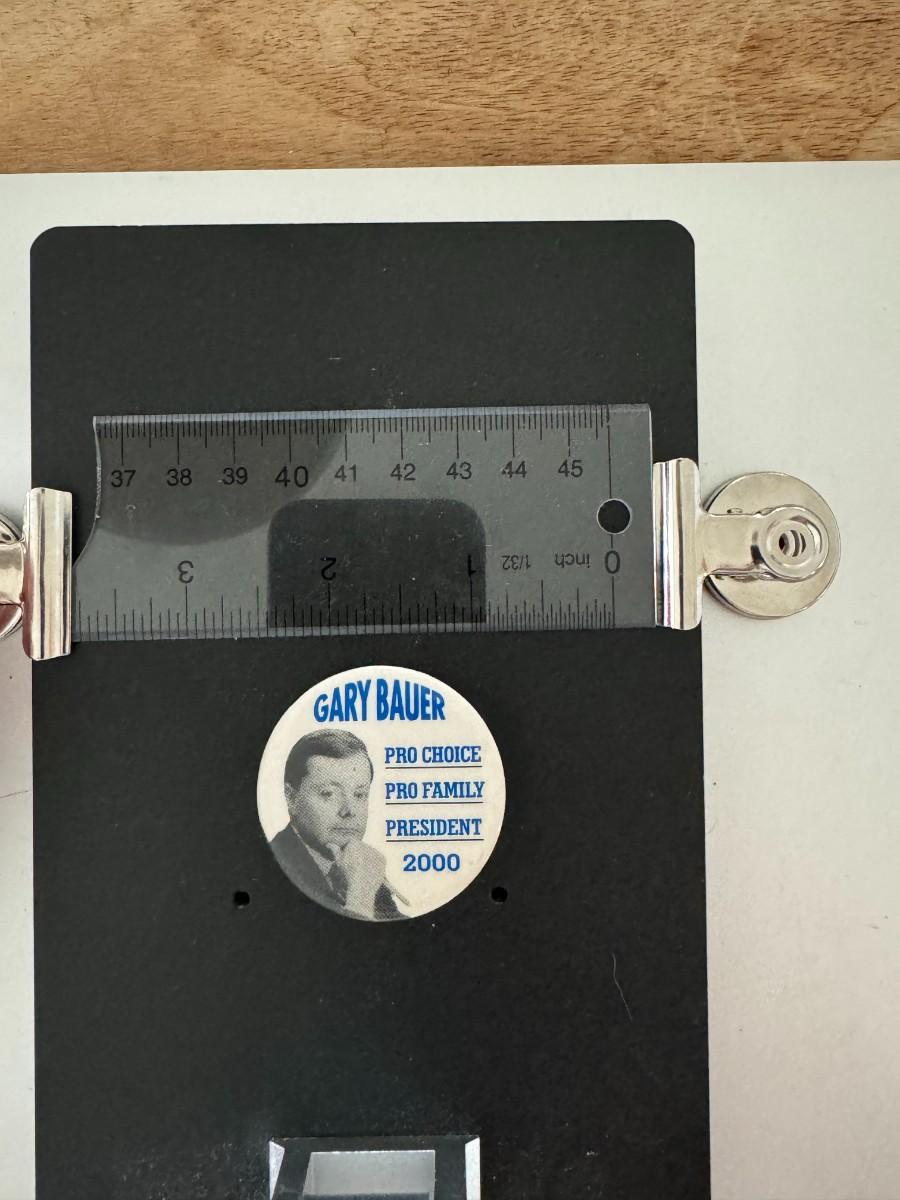 37 38 39 40 41 42 43 44 45
3 2 1 1/32 inch 0
GARY BAUER
PRO CHOICE
PRO FAMILY
PRESIDENT
2000